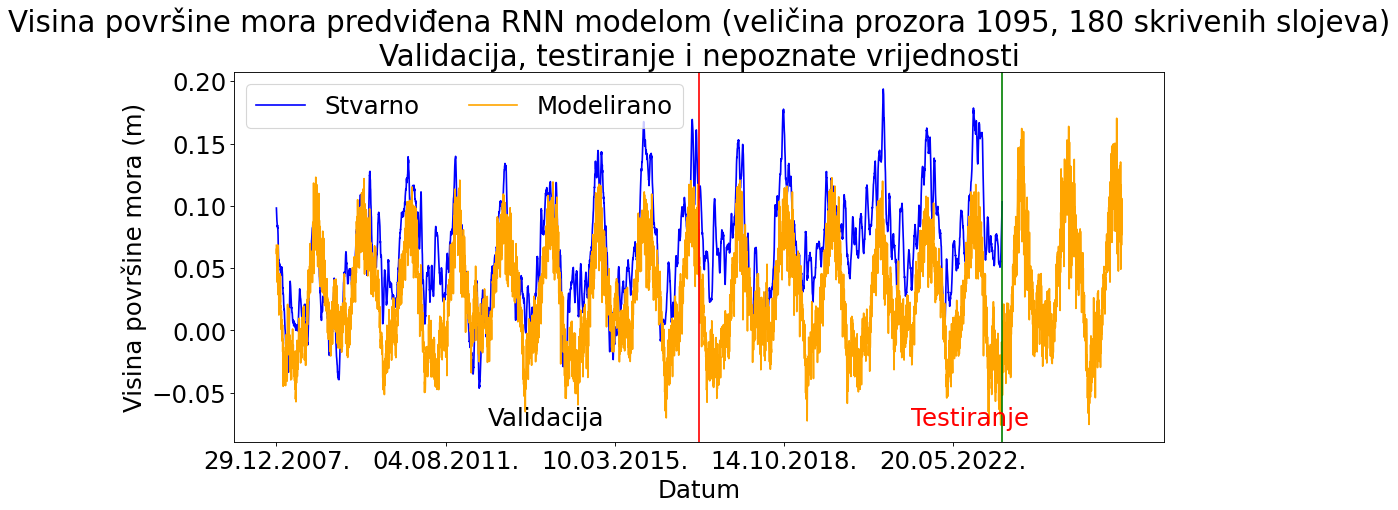 Visina površine mora predviđena RNN modelom (veličina prozora 1095, 180 skrivenih slojeva)
Validacija, testiranje i nepoznate vrijednosti
Stvarno
Modelirano
Visina površine mora (m)
0.20
0.15
0.10
0.05
0.00
−0.05
Validacija
Testiranje
29.12.2007.
04.08.2011.
10.03.2015.
14.10.2018.
20.05.2022.
Datum